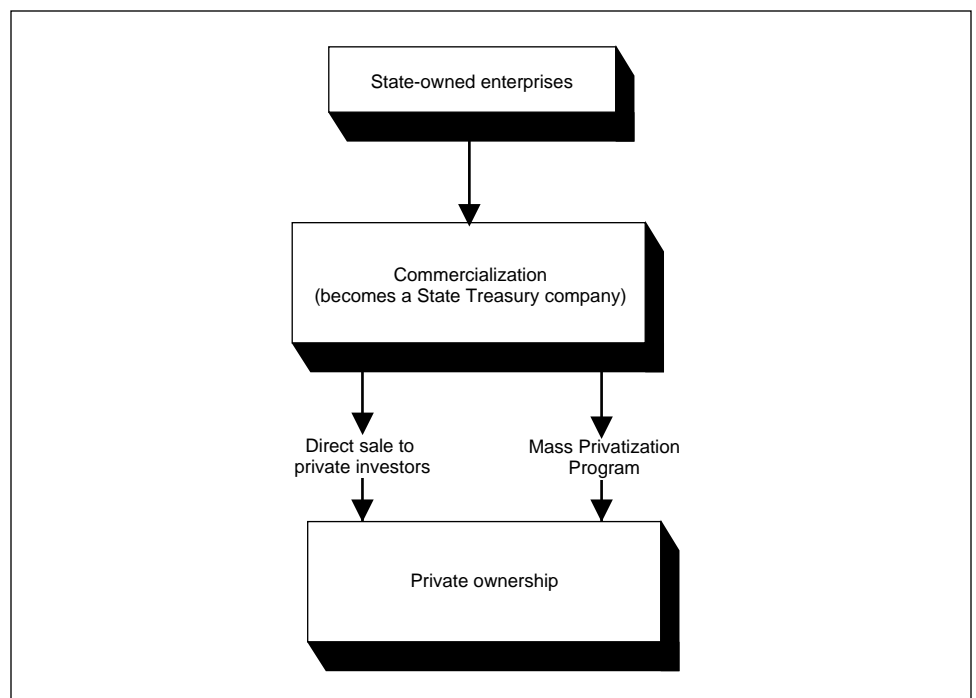 State-owned enterprises
Commercialization
(becomes a State Treasury company)
Direct sale to
private investors
Mass Privatization
Program
Private ownership